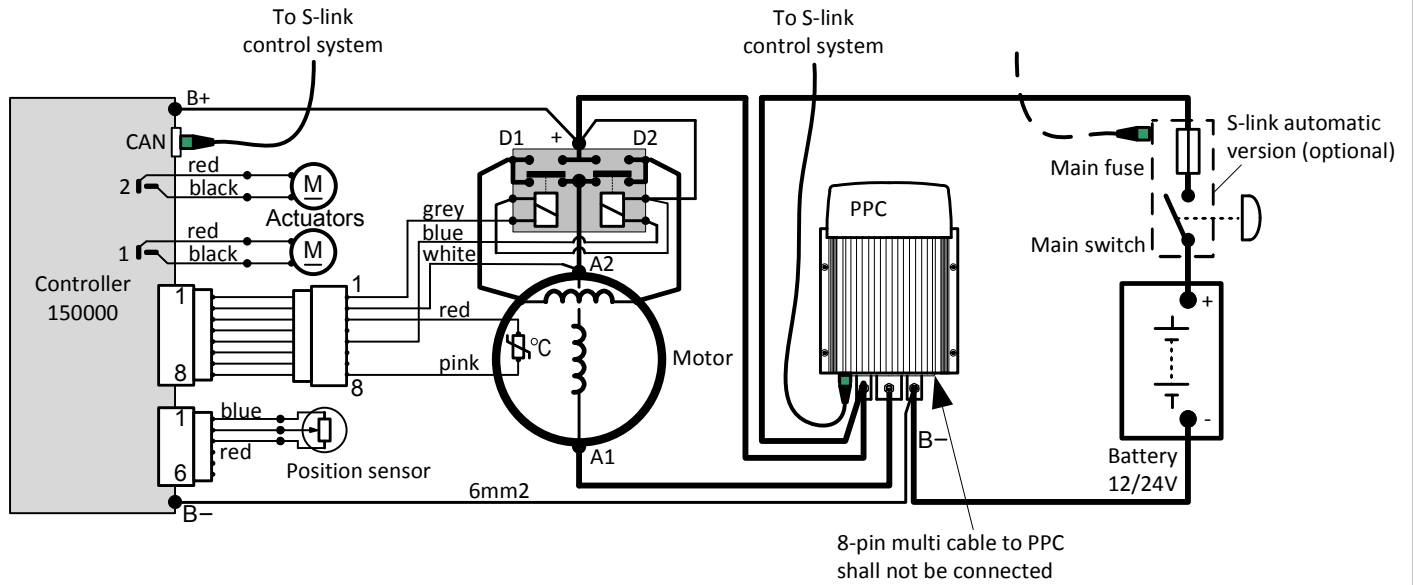 To S-link
control system
To S-link
control system
B+
CAN
red
2
black
Actuators
M
red
1
black
M
Controller
150000
1
8
1
8
1
6
blue
red
Position sensor
B–
6mm2
D1
+
D2
grey
blue
white
A2
red
°C
pink
Motor
A1
PPC
B–
Main fuse
Main switch
S-link automatic
version (optional)
+
-
Battery
12/24V
8-pin multi cable to PPC
shall not be connected